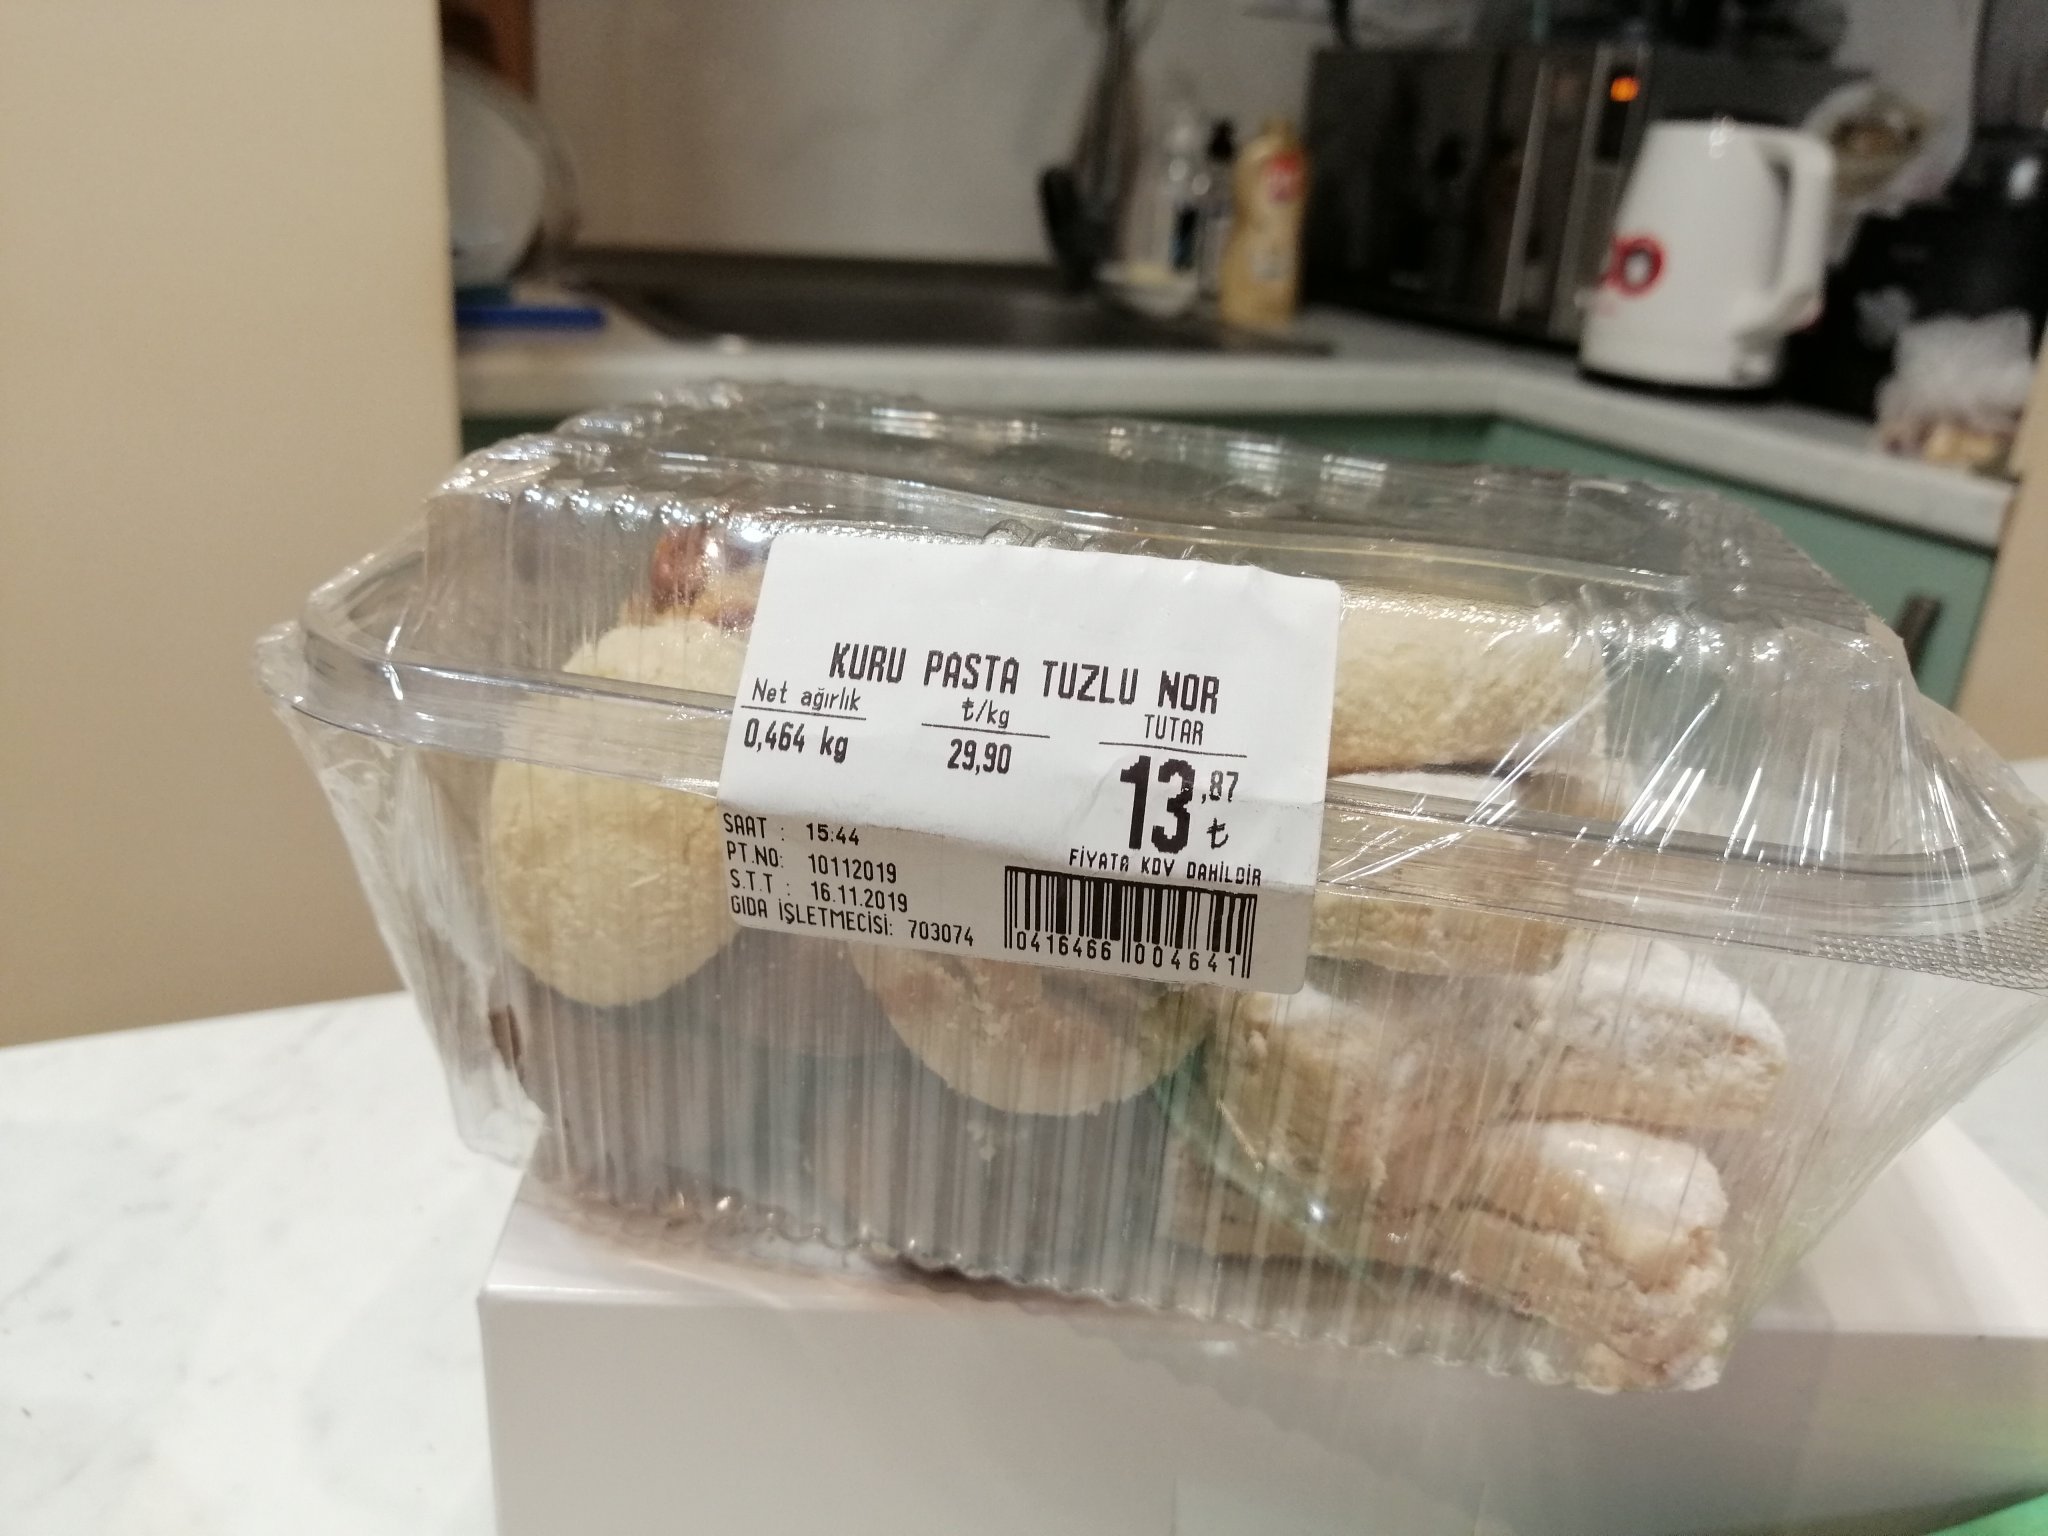 KURU PASTA TUZLU NOR
Net ağırlık ₺/kg TUTAR
0,464 kg 29,90 13,87 ₺
FİYATA KDV DAHİLDİR
SAAT : 15:44
PT.NO: 10112019
S.T.T : 16.11.2019
GIDA İŞLETMECİSİ: 703074
0416466 004641